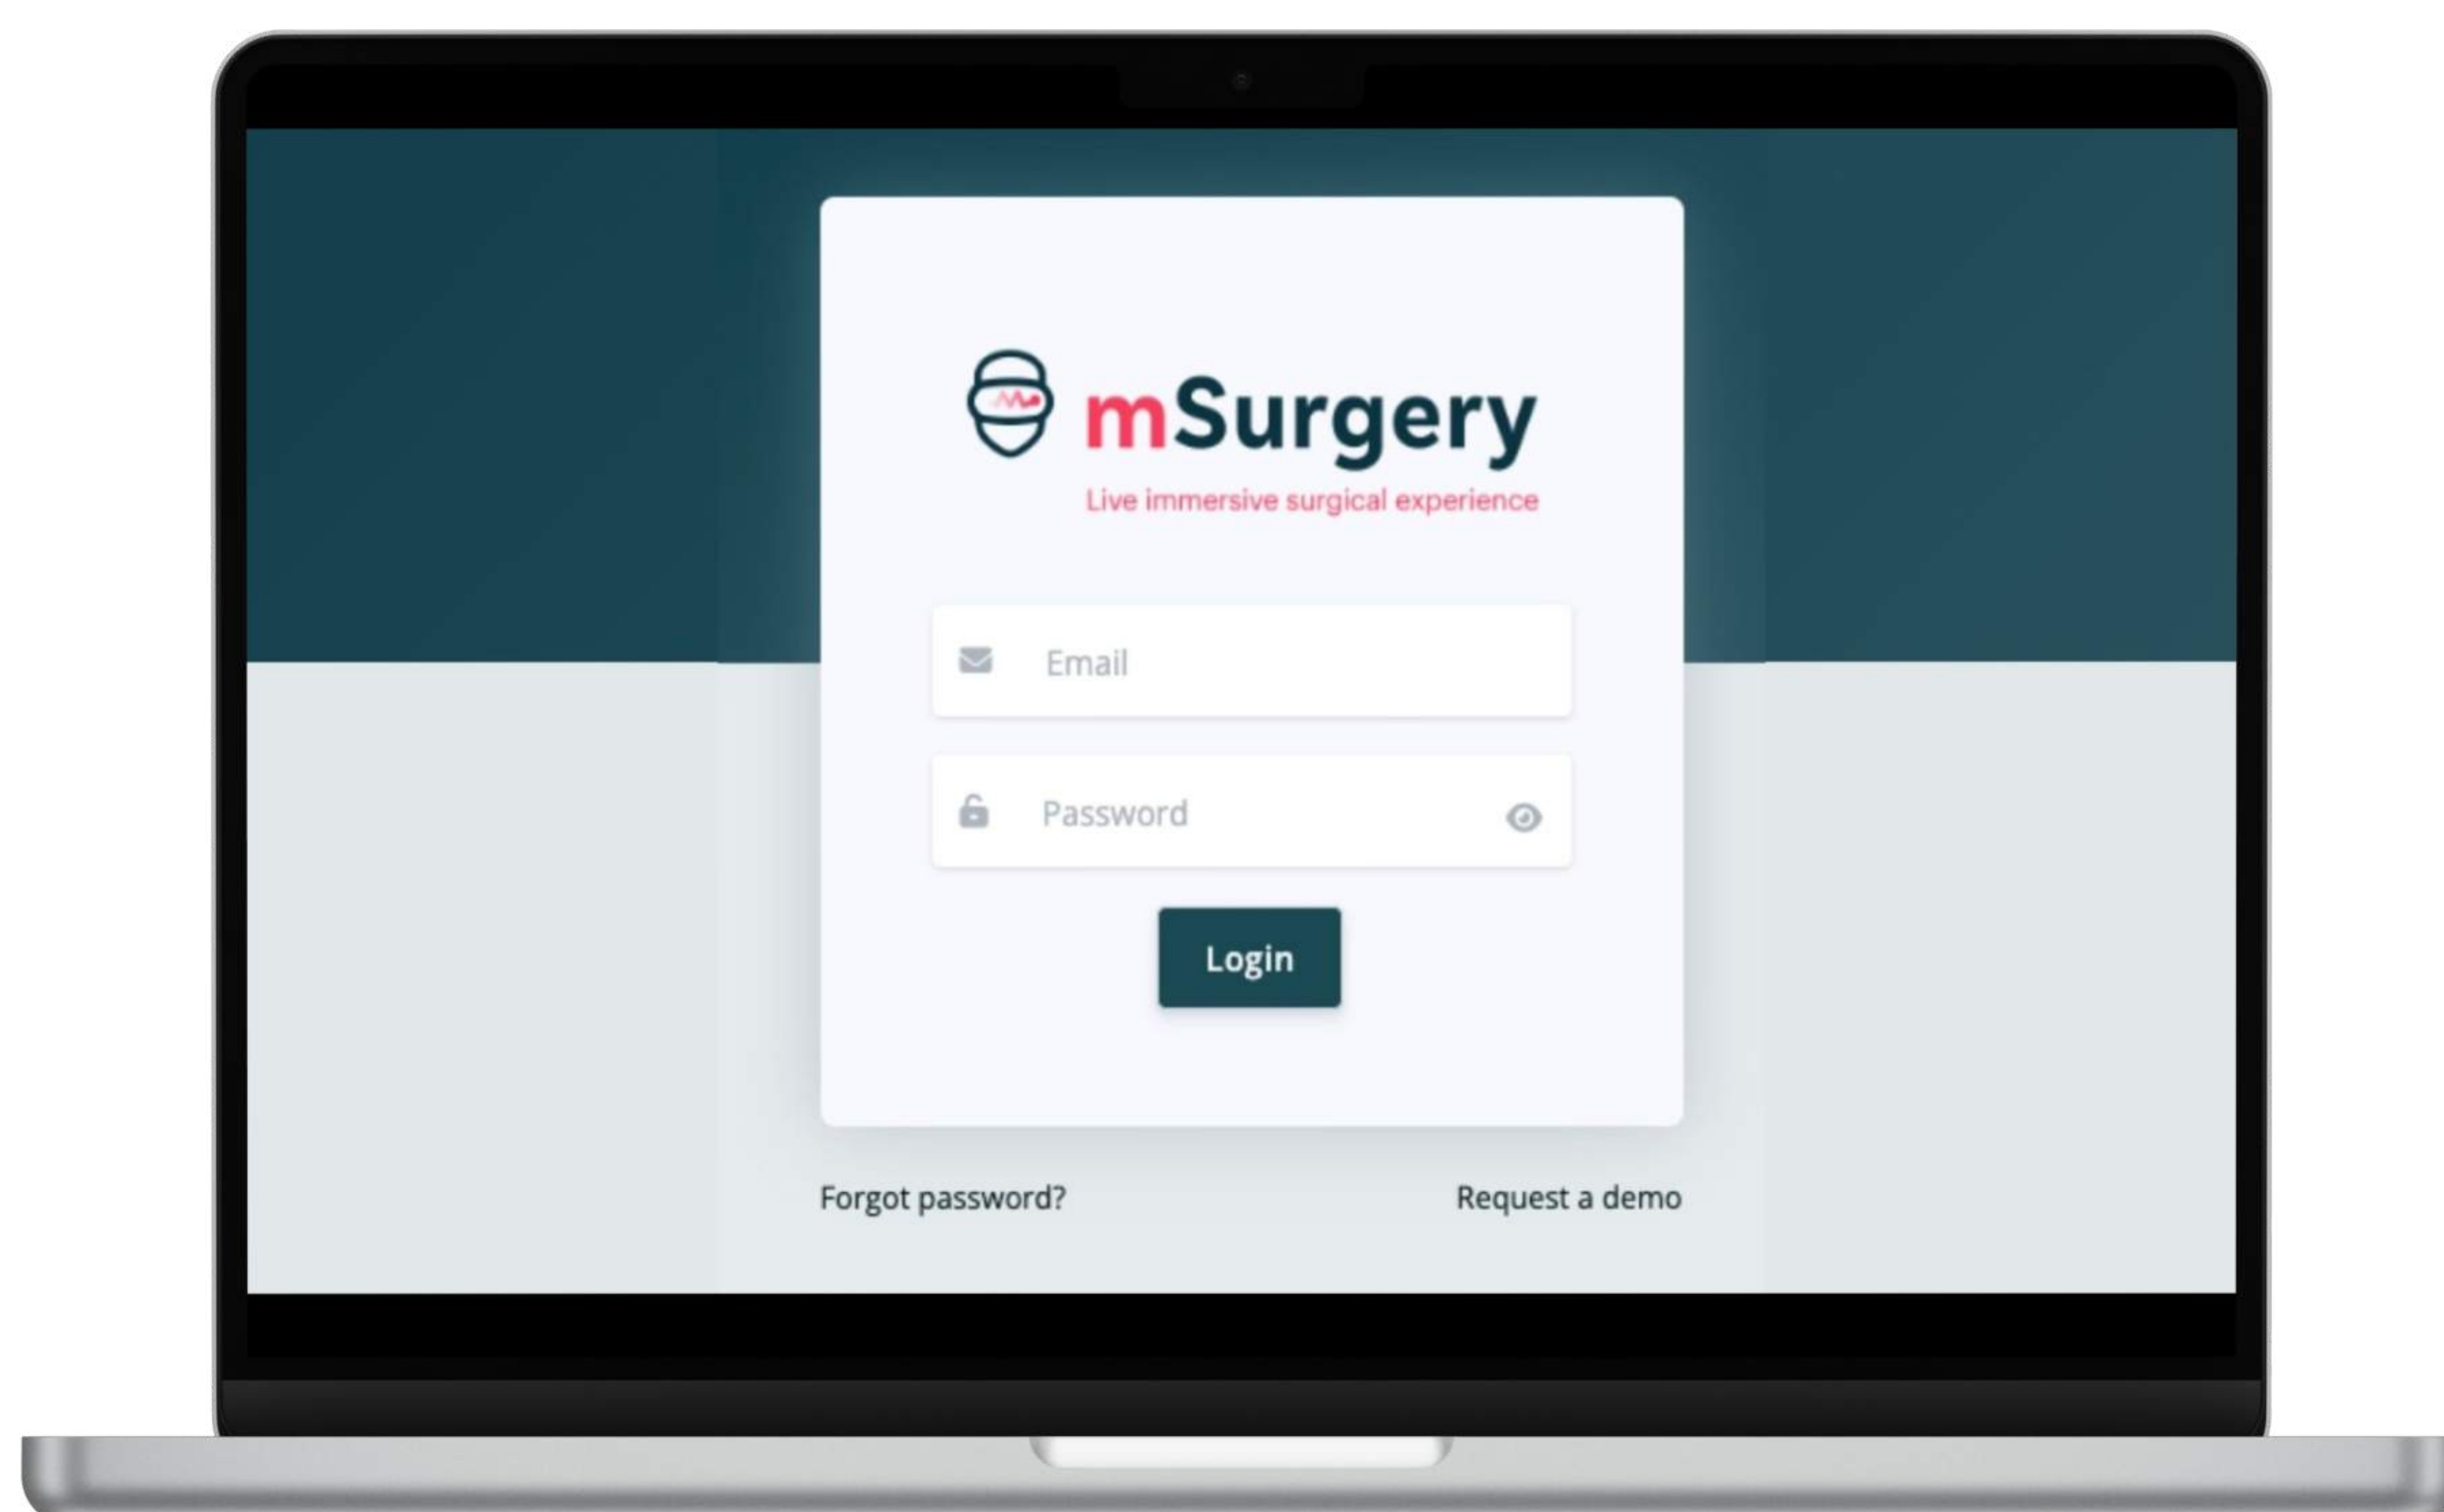 mSurgery
Live immersive surgical experience
Email
Password
Login
Forgot password?
Request a demo